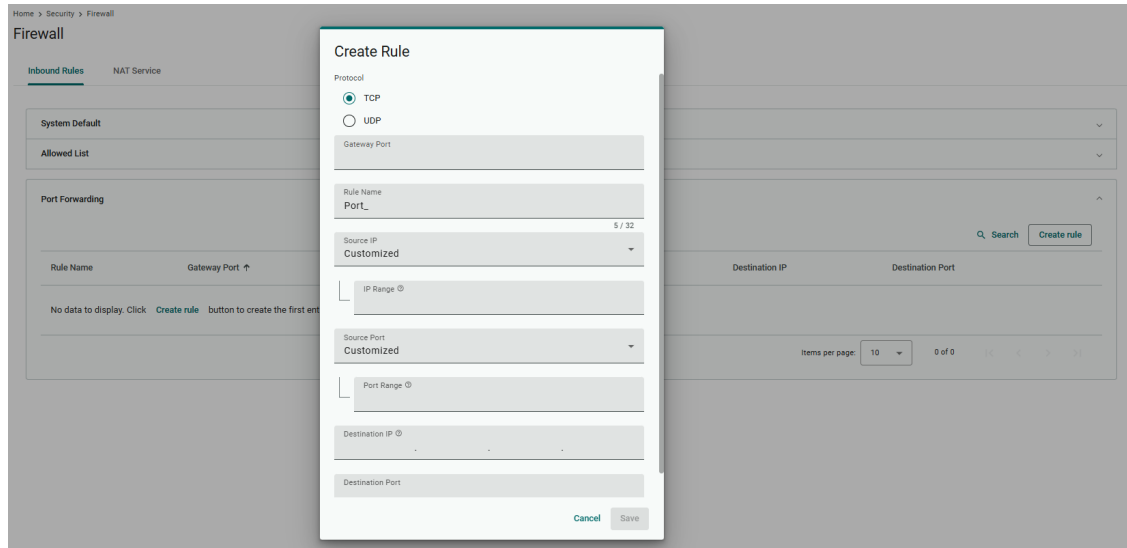 Home > Security > Firewall
Firewall
Inbound Rules NAT Service
System Default
Allowed List
Port Forwarding
Search Create rule
Rule Name Gateway Port ↑ Destination IP Destination Port
No data to display. Click Create rule button to create the first ent
Items per page: 10 0 of 0
Create Rule
Protocol
TCP
UDP
Gateway Port
Rule Name
Port_
5 / 32
Source IP
Customized
IP Range
Source Port
Customized
Port Range
Destination IP
. . .
Destination Port
Cancel Save